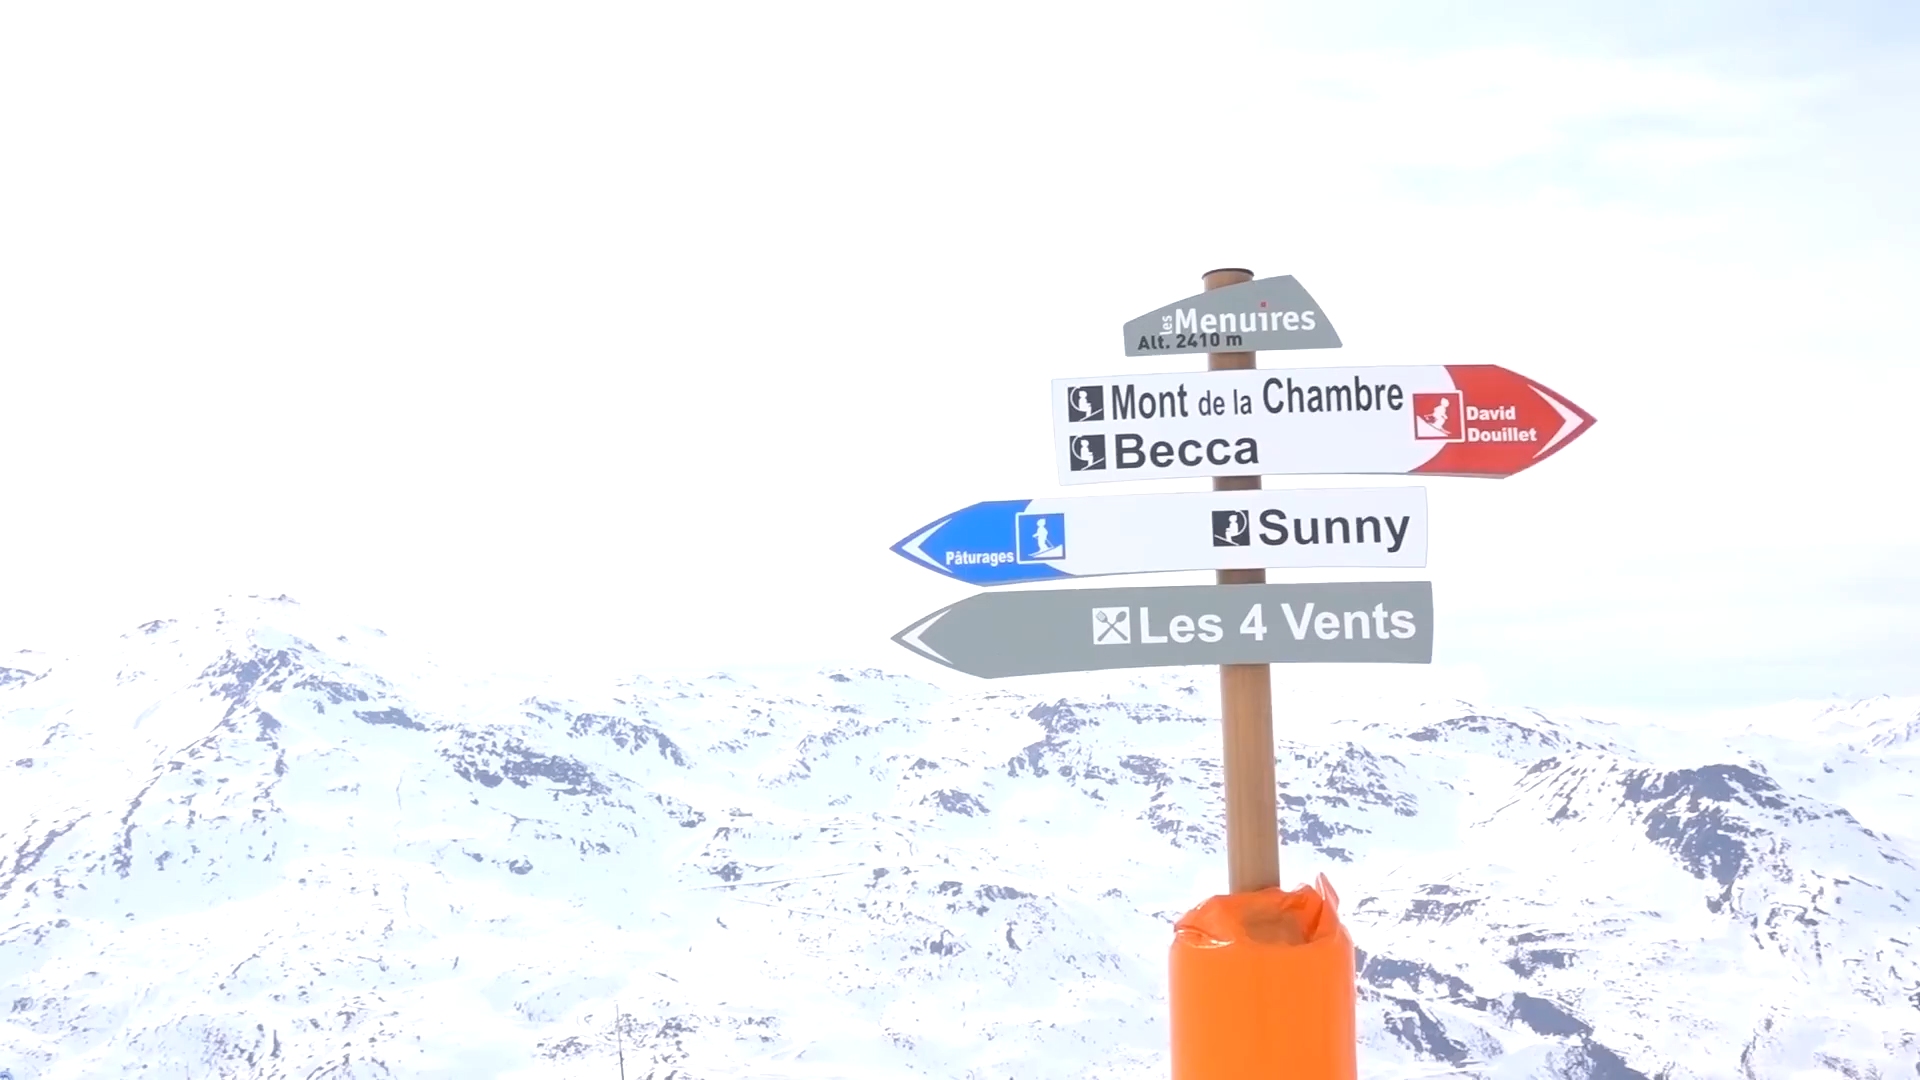 les Menuires
Alt. 2410 m
Mont de la Chambre
Becca
David
Douillet
Pâturages
Sunny
Les 4 Vents